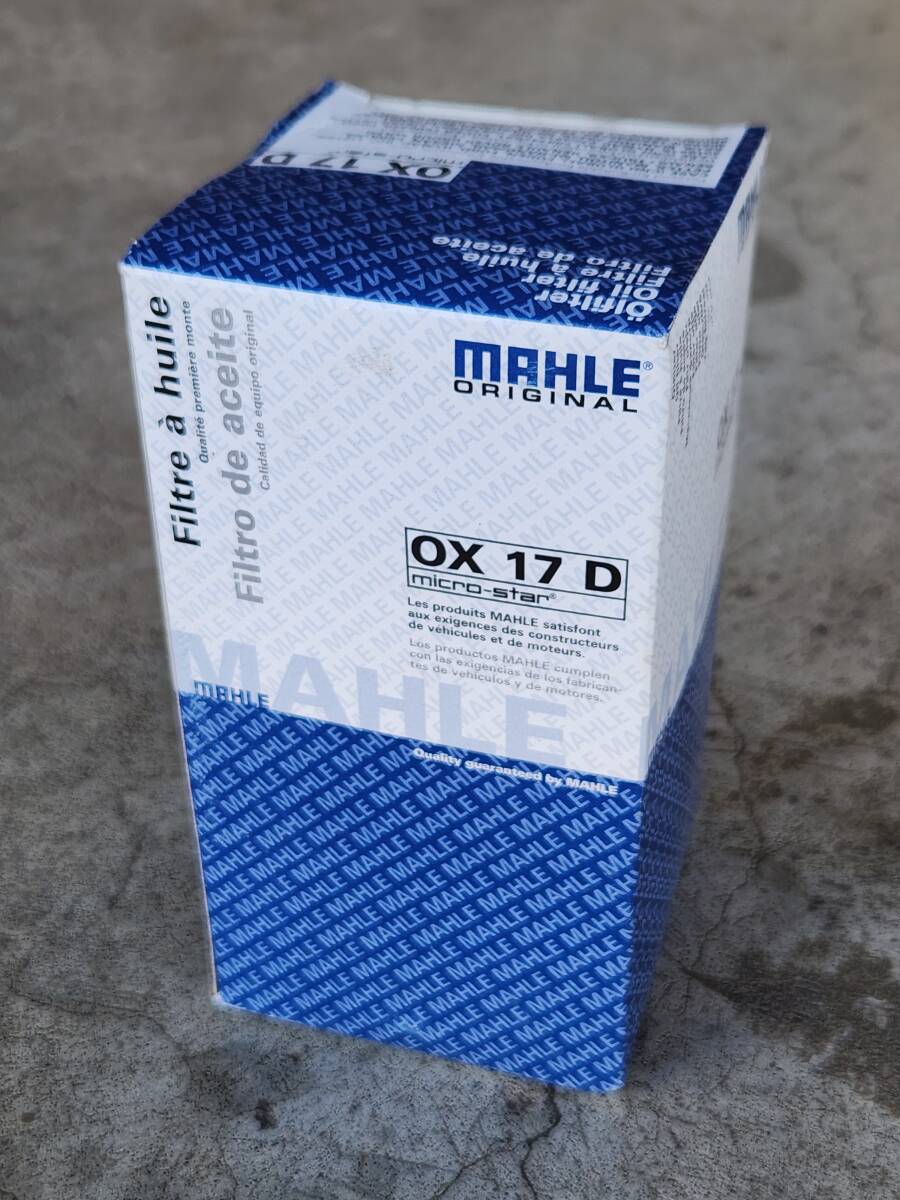 OX 17 D
Ölfilter
Oil filter
Filtre à huile
Filtro de aceite
MAHLE
Filtre à huile
Qualité première monte
Filtro de aceite
Calidad de equipo original
MAHLE®
ORIGINAL
OX 17 D
micro-star®
Les produits MAHLE satisfont
aux exigences des constructeurs
de véhicules et de moteurs.
Los productos MAHLE cumplen
con las exigencias de los fabrican-
tes de vehículos y de motores.
MAHLE
MAHLE
Quality guaranteed by MAHLE